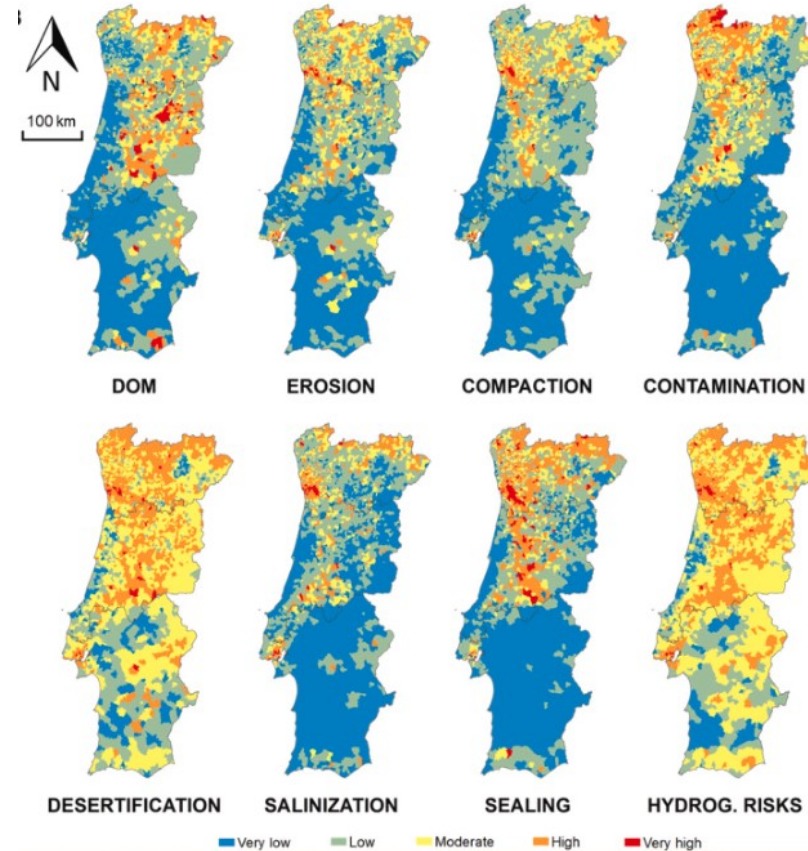 N
100 km
DOM EROSION COMPACTION CONTAMINATION
DESERTIFICATION SALINIZATION SEALING HYDROG. RISKS
Very low Low Moderate High Very high